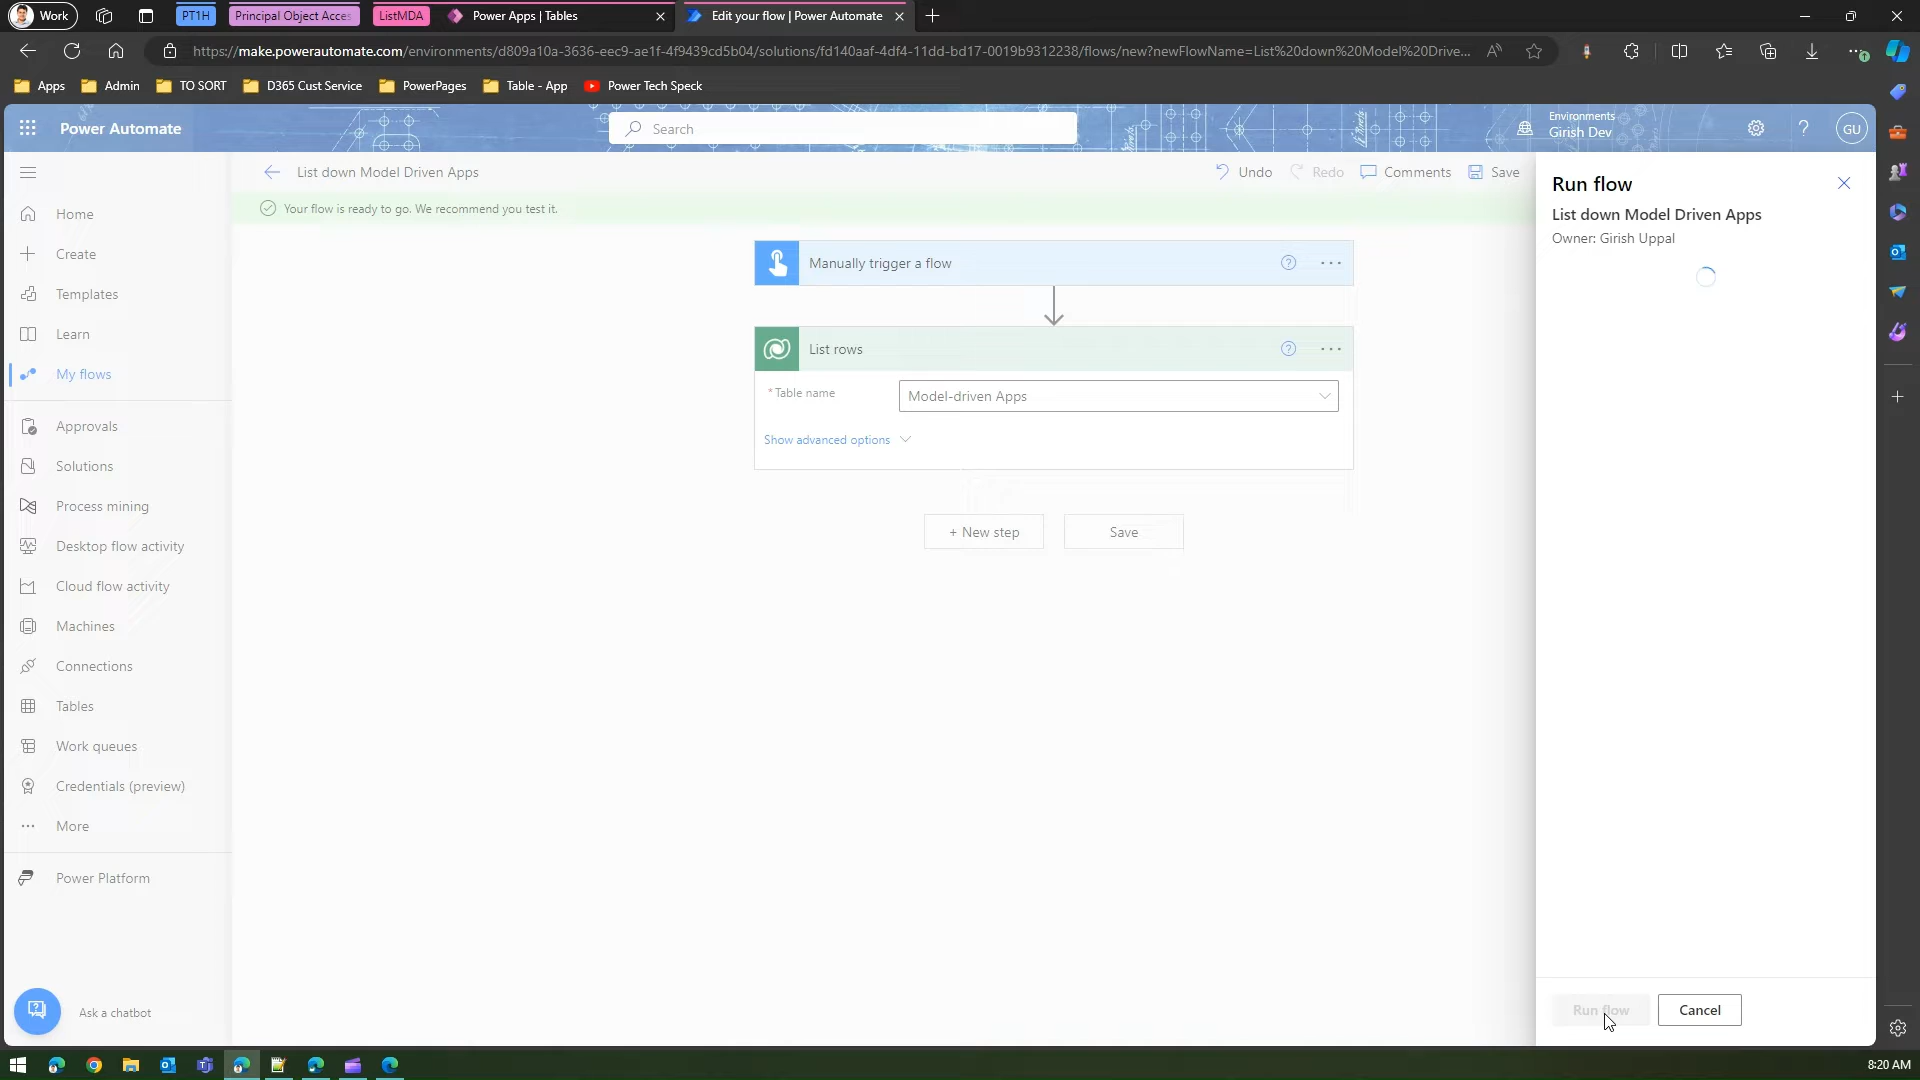 Work
PT1H
Principal Object Acces
ListMDA
Power Apps | Tables
Edit your flow | Power Automate
https://make.powerautomate.com/environments/d809a10a-3636-eec9-ae1f-4f9439cd5b04/solutions/fd140aaf-4df4-11dd-bd17-0019b9312238/flows/new?newFlowName=List%20down%20Model%20Drive...
Apps
Admin
TO SORT
D365 Cust Service
PowerPages
Table - App
Power Tech Speck
Power Automate
Search
Environments
Girish Dev
GU
List down Model Driven Apps
Undo
Redo
Comments
Save
Your flow is ready to go. We recommend you test it.
Home
Create
Templates
Learn
My flows
Approvals
Solutions
Process mining
Desktop flow activity
Cloud flow activity
Machines
Connections
Tables
Work queues
Credentials (preview)
More
Power Platform
Ask a chatbot
Manually trigger a flow
List rows
* Table name
Model-driven Apps
Show advanced options
+ New step
Save
Run flow
List down Model Driven Apps
Owner: Girish Uppal
Run flow
Cancel
8:20 AM